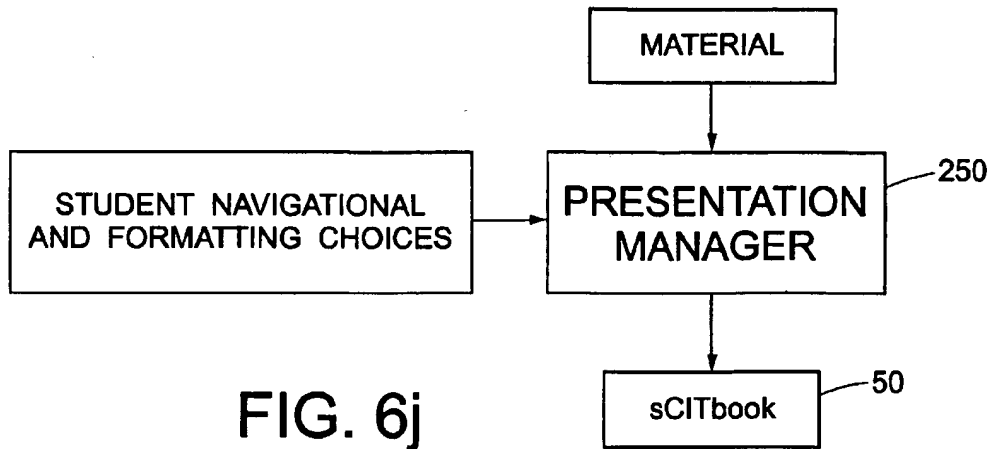 MATERIAL
STUDENT NAVIGATIONAL
AND FORMATTING CHOICES
PRESENTATION
MANAGER
250
sCITbook
50
FIG. 6j